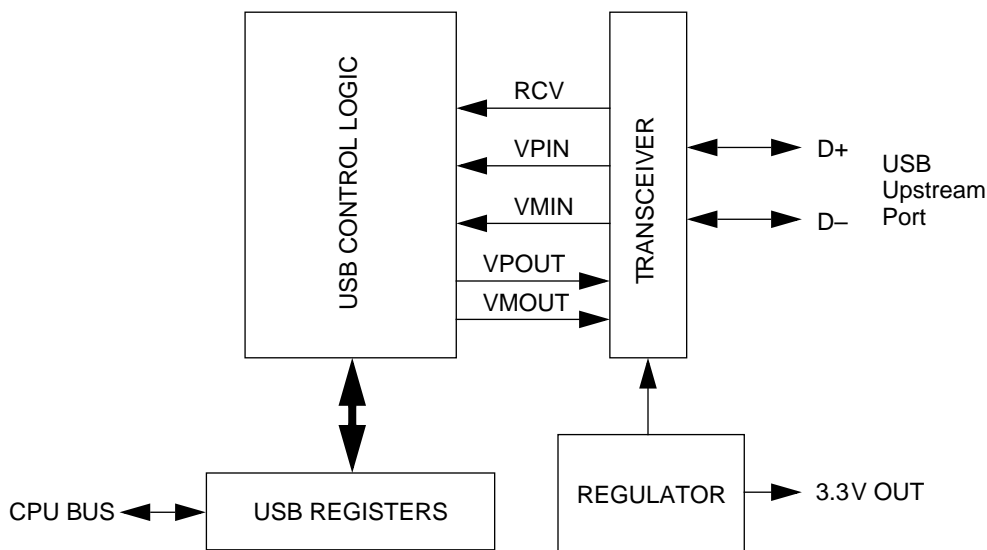 USB CONTROL LOGIC
RCV
VPIN
VMIN
VPOUT
VMOUT
TRANSCEIVER
D+
D–
USB
Upstream
Port
CPU BUS
USB REGISTERS
REGULATOR
3.3V OUT